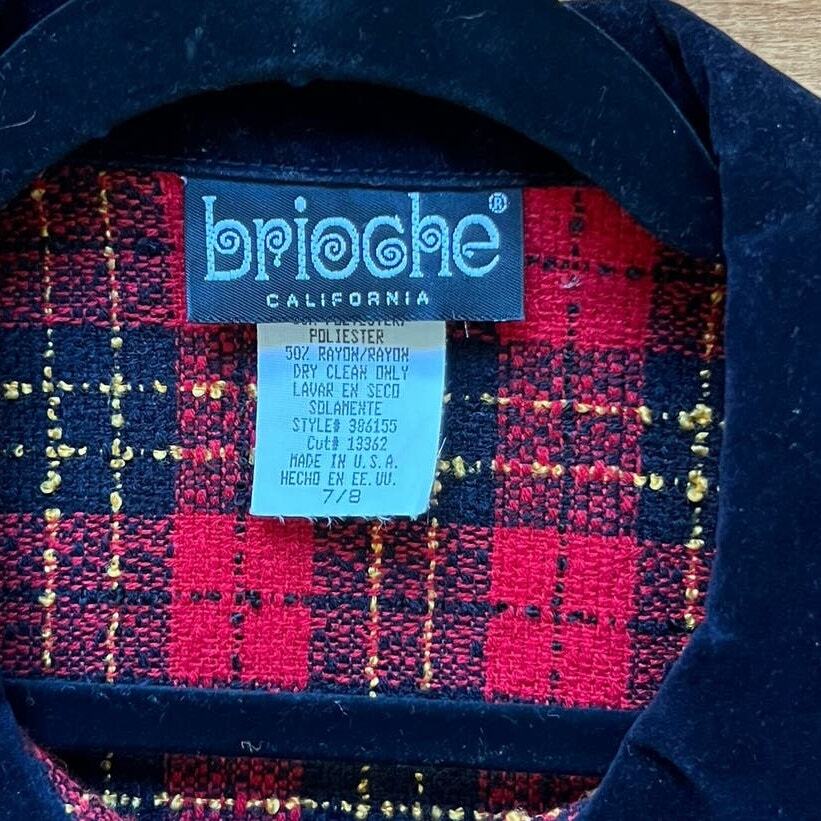 brioche®
CALIFORNIA
POLIESTER
50% RAYON/RAYON
DRY CLEAN ONLY
LAVAR EN SECO
SOLAMENTE
STYLE# 386155
Cut# 13362
MADE IN U.S.A.
HECHO EN EE.UU.
7/8